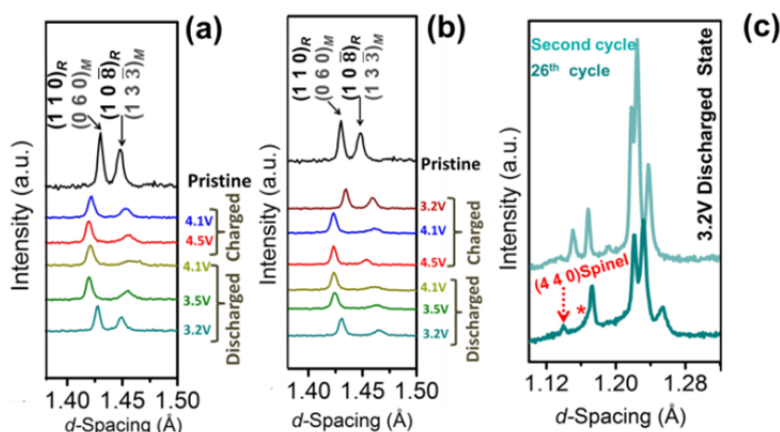 (a)
(1 1 0)R
(0 6 0)M
(1 0 8̅)R
(1 3̅ 3̅)M
Intensity (a.u.)
Pristine
4.1V
4.5V
Charged
4.1V
3.5V
3.2V
Discharged
1.40 1.45 1.50
d-Spacing (Å)
(b)
(1 1 0)R
(0 6 0)M
(1 0 8̅)R
(1 3̅ 3̅)M
Intensity (a.u.)
Pristine
3.2V
4.1V
4.5V
Charged
4.1V
3.5V
3.2V
Discharged
1.40 1.45 1.50
d-Spacing (Å)
(c)
Second cycle
26th cycle
3.2V Discharged State
Intensity (a.u.)
(4 4 0)Spinel
*
1.12 1.20 1.28
d-Spacing (Å)